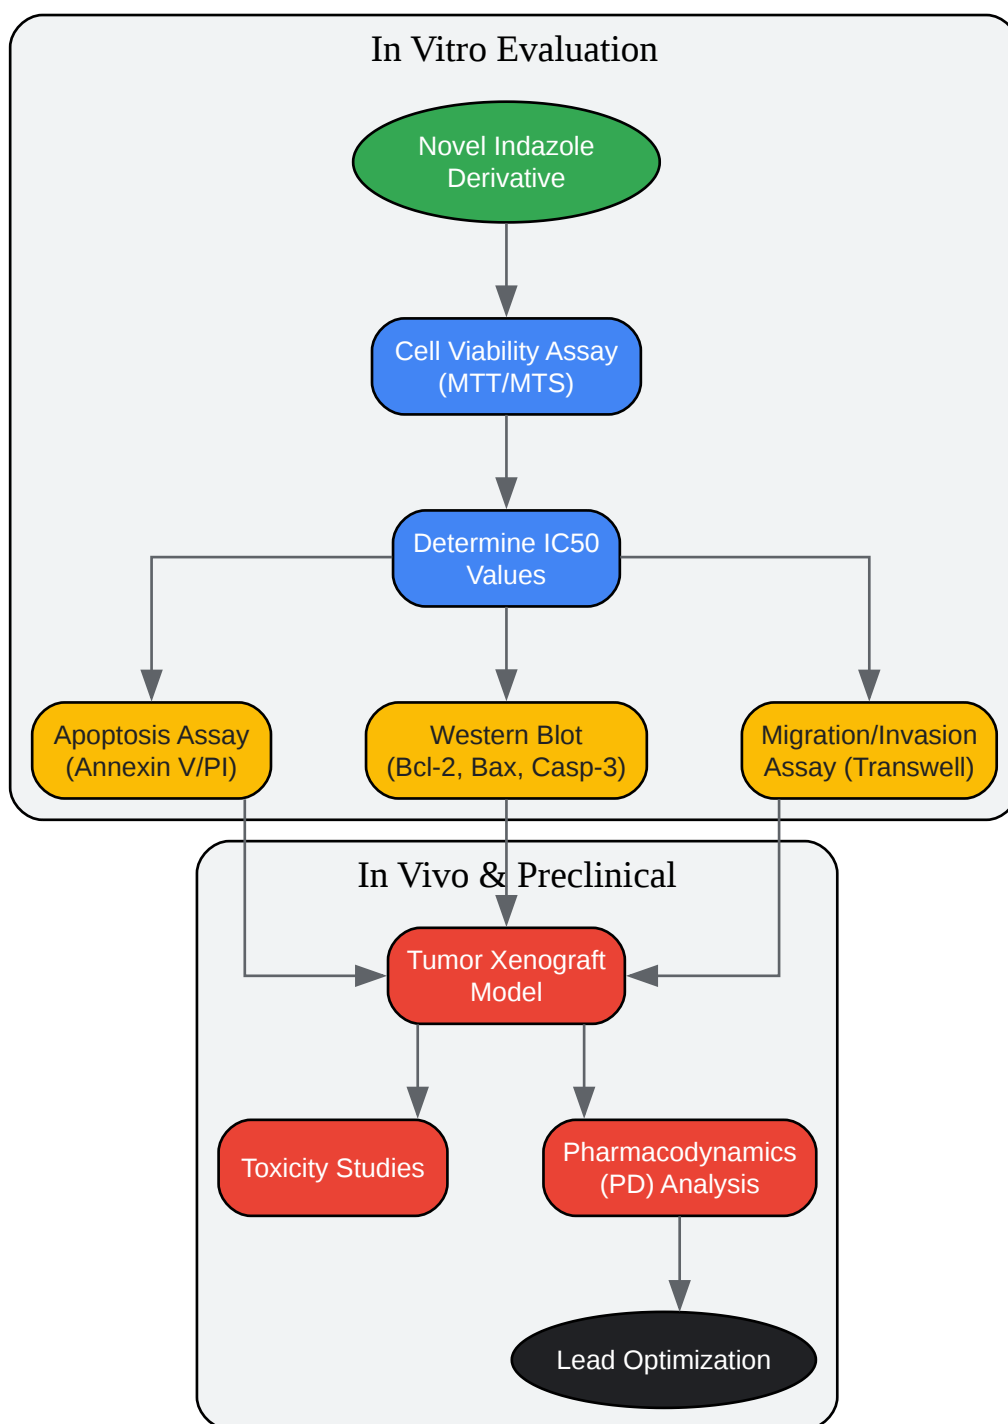 In Vitro Evaluation
Novel Indazole
Derivative
Cell Viability Assay
(MTT/MTS)
Determine IC50
Values
Apoptosis Assay
(Annexin V/PI)
Western Blot
(Bcl-2, Bax, Casp-3)
Migration/Invasion
Assay (Transwell)
In Vivo & Preclinical
Tumor Xenograft
Model
Toxicity Studies
Pharmacodynamics
(PD) Analysis
Lead Optimization